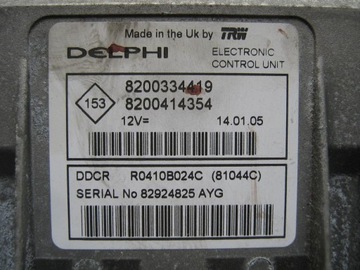 Made in the Uk by TRW
DELPHI
ELECTRONIC
CONTROL UNIT
153
8200334419
8200414354
12V=
14.01.05
DDCR R0410B024C (81044C)
SERIAL No 82924825 AYG